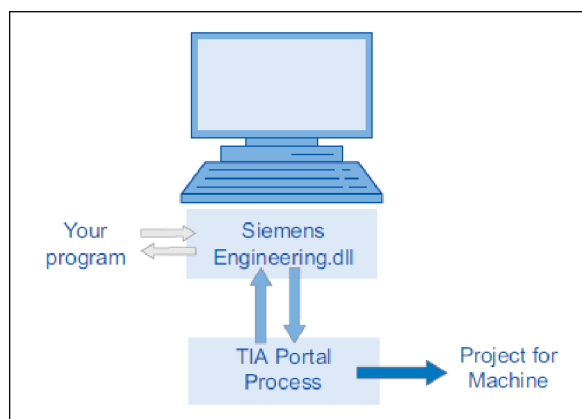 Your
program
Siemens
Engineering.dll
TIA Portal
Process
Project for
Machine